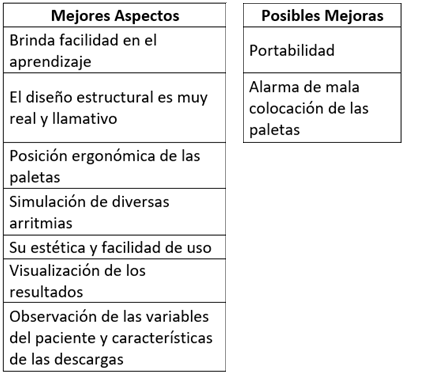 Mejores Aspectos
Brinda facilidad en el
aprendizaje
El diseño estructural es muy
real y llamativo
Posición ergonómica de las
paletas
Simulación de diversas
arritmias
Su estética y facilidad de uso
Visualización de los
resultados
Observación de las variables
del paciente y características
de las descargas
Posibles Mejoras
Portabilidad
Alarma de mala
colocación de las
paletas